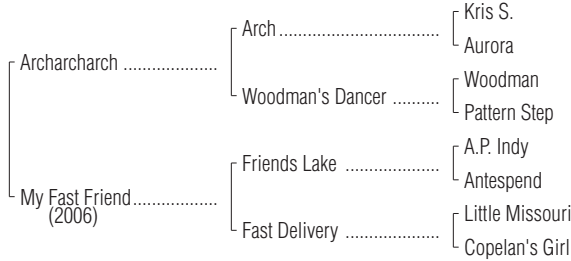 Kris S.
Arch
Aurora
Archarcharch
Woodman
Woodman's Dancer
Pattern Step
A.P. Indy
Friends Lake
Antespend
My Fast Friend
(2006)
Little Missouri
Fast Delivery
Copelan's Girl